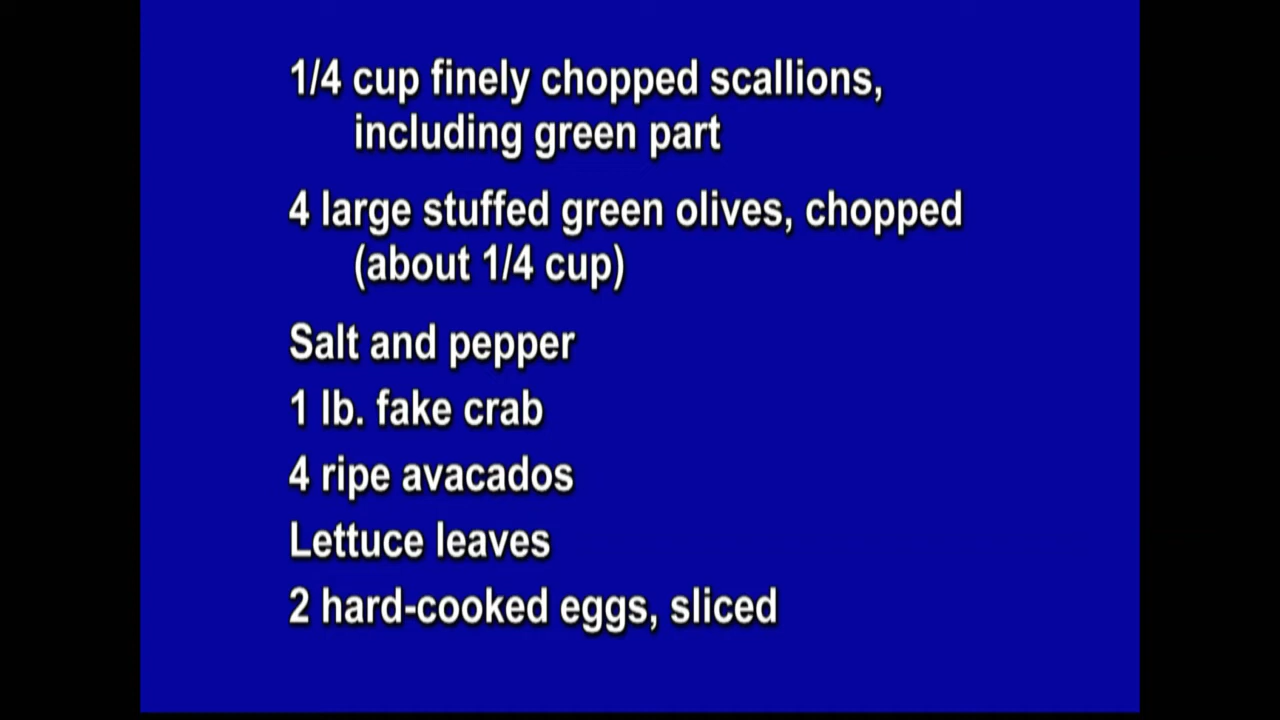 1/4 cup finely chopped scallions,
including green part
4 large stuffed green olives, chopped
(about 1/4 cup)
Salt and pepper
1 lb. fake crab
4 ripe avacados
Lettuce leaves
2 hard-cooked eggs, sliced